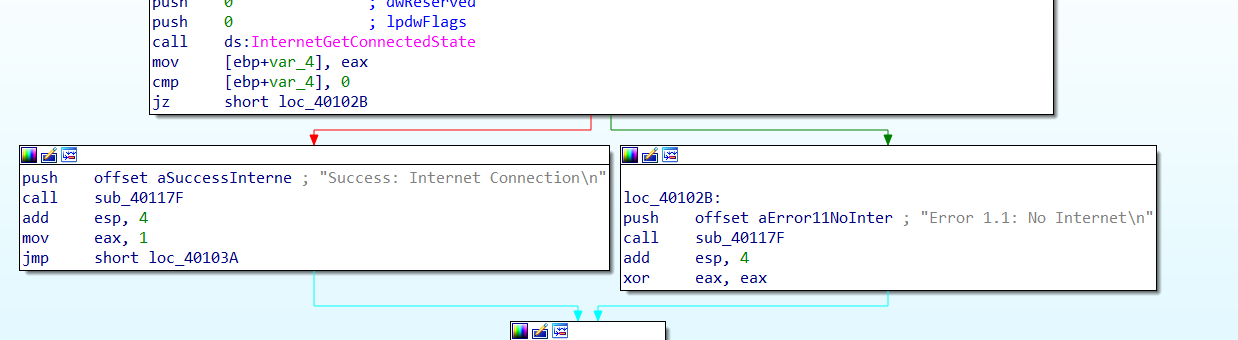 push    0               ; dwReserved
push    0               ; lpdwFlags
call    ds:InternetGetConnectedState
mov     [ebp+var_4], eax
cmp     [ebp+var_4], 0
jz      short loc_40102B
push    offset aSuccessInterne ; "Success: Internet Connection\n"
call    sub_40117F
add     esp, 4
mov     eax, 1
jmp     short loc_40103A
loc_40102B:
push    offset aError11NoInter ; "Error 1.1: No Internet\n"
call    sub_40117F
add     esp, 4
xor     eax, eax